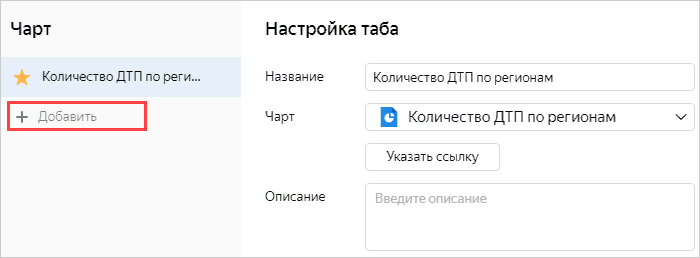 Чарт
Количество ДТП по реги...
+ Добавить
Настройка таба
Название
Количество ДТП по регионам
Чарт
Количество ДТП по регионам
Указать ссылку
Описание
Введите описание